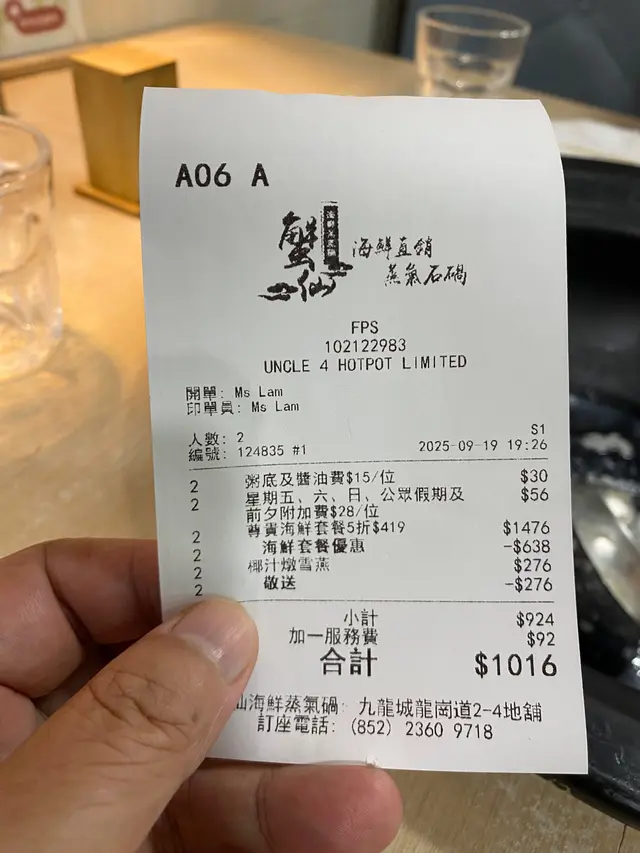 A06 A
蟹仙
海鮮直銷
蒸氣石鍋
FPS
102122983
UNCLE 4 HOTPOT LIMITED
開單: Ms Lam
印單員: Ms Lam
人數: 2 S1
編號: 124835 #1 2025-09-19 19:26
2 粥底及醬油費$15/位 $30
2 星期五、六、日、公眾假期及 $56
前夕附加費$28/位
2 尊貴海鮮套餐5折$419 $1476
2 海鮮套餐優惠 -$638
2 椰汁燉雪燕 $276
2 敬送 -$276
小計 $924
加一服務費 $92
合計 $1016
仙海鮮蒸氣鍋: 九龍城龍崗道2-4地舖
訂座電話: (852) 2360 9718